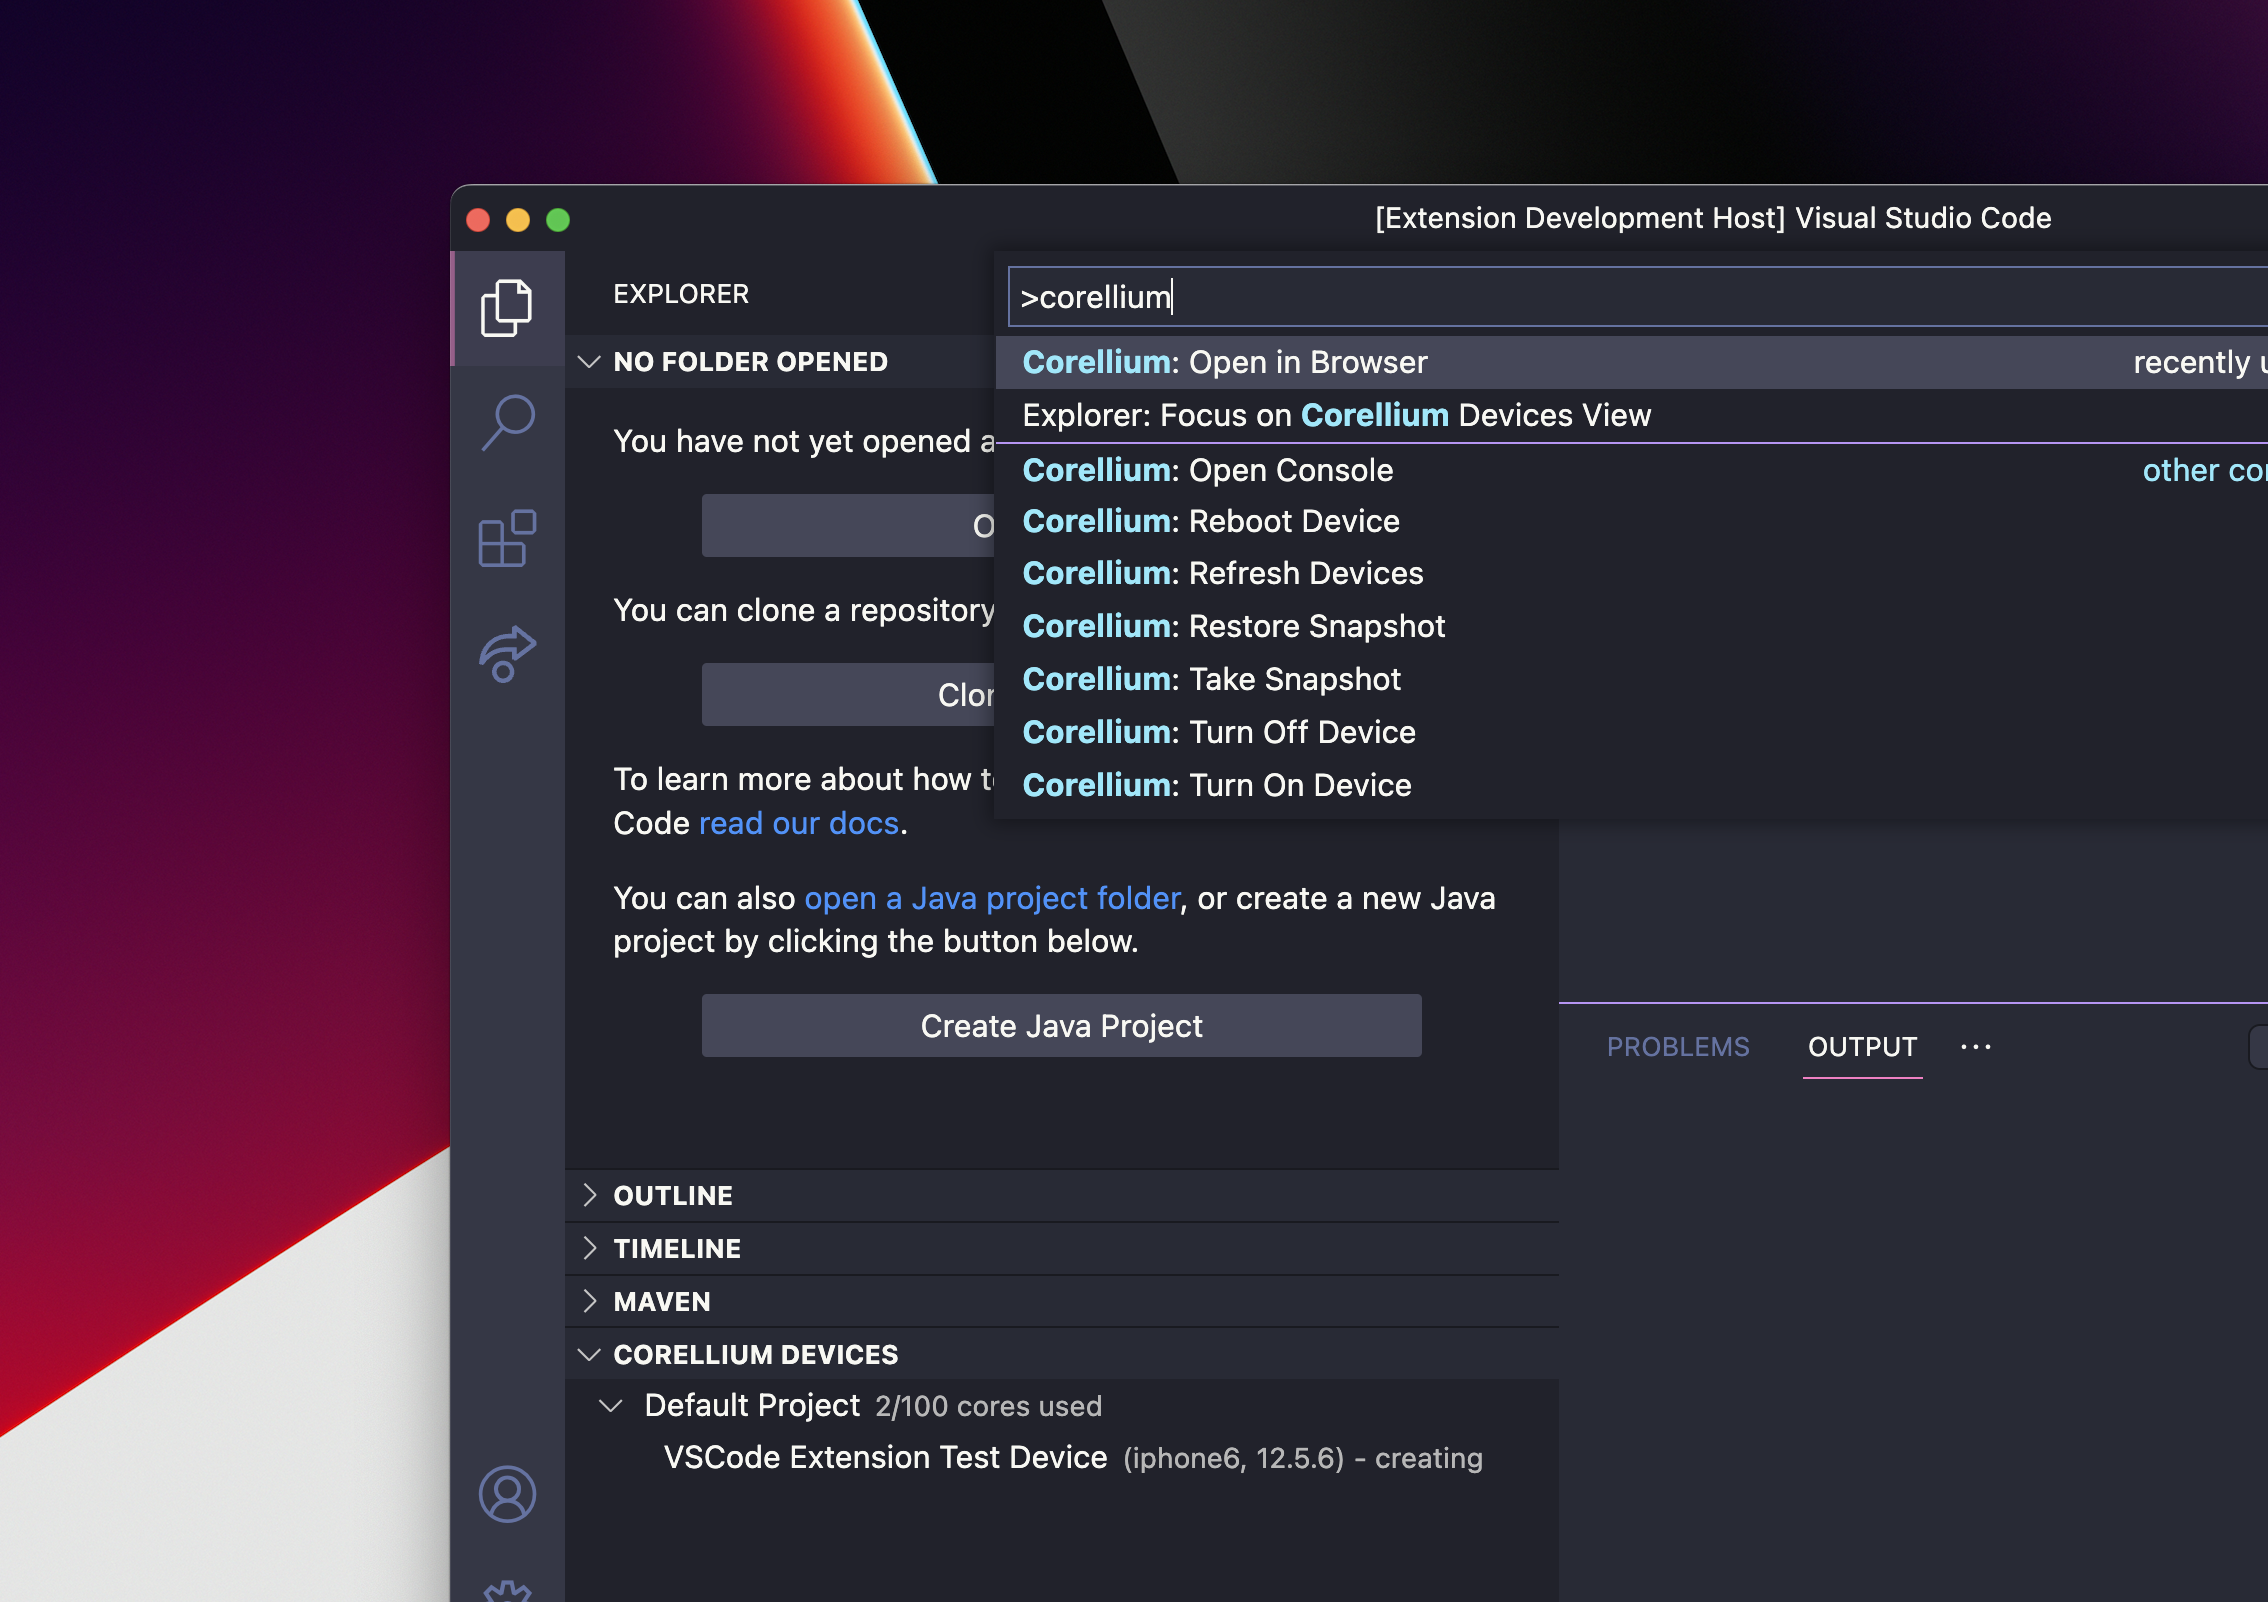 [Extension Development Host] Visual Studio Code
EXPLORER
>corellium
NO FOLDER OPENED
Corellium: Open in Browser
recently
Explorer: Focus on Corellium Devices View
You have not yet opened a
Corellium: Open Console
other
Corellium: Reboot Device
Corellium: Refresh Devices
You can clone a repository
Corellium: Restore Snapshot
Corellium: Take Snapshot
Corellium: Turn Off Device
To learn more about how
Corellium: Turn On Device
Code read our docs.
You can also open a Java project folder, or create a new Java
project by clicking the button below.
Create Java Project
PROBLEMS
OUTPUT
...
OUTLINE
TIMELINE
MAVEN
CORELLIUM DEVICES
Default Project 2/100 cores used
VSCode Extension Test Device (iphone6, 12.5.6) - creating